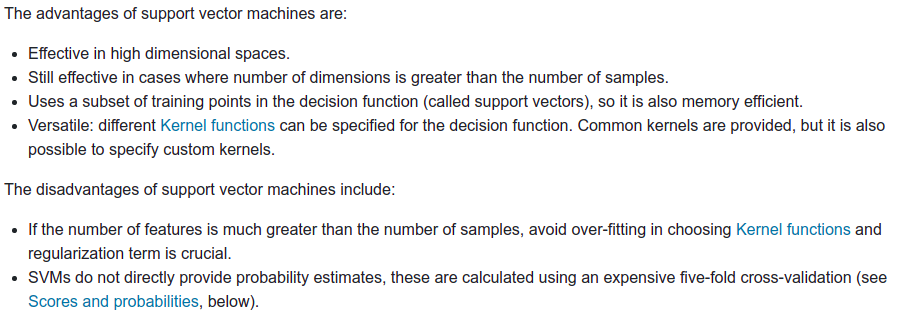 The advantages of support vector machines are:
• Effective in high dimensional spaces.
• Still effective in cases where number of dimensions is greater than the number of samples.
• Uses a subset of training points in the decision function (called support vectors), so it is also memory efficient.
• Versatile: different Kernel functions can be specified for the decision function. Common kernels are provided, but it is also
possible to specify custom kernels.
The disadvantages of support vector machines include:
• If the number of features is much greater than the number of samples, avoid over-fitting in choosing Kernel functions and
regularization term is crucial.
• SVMs do not directly provide probability estimates, these are calculated using an expensive five-fold cross-validation (see
Scores and probabilities, below).